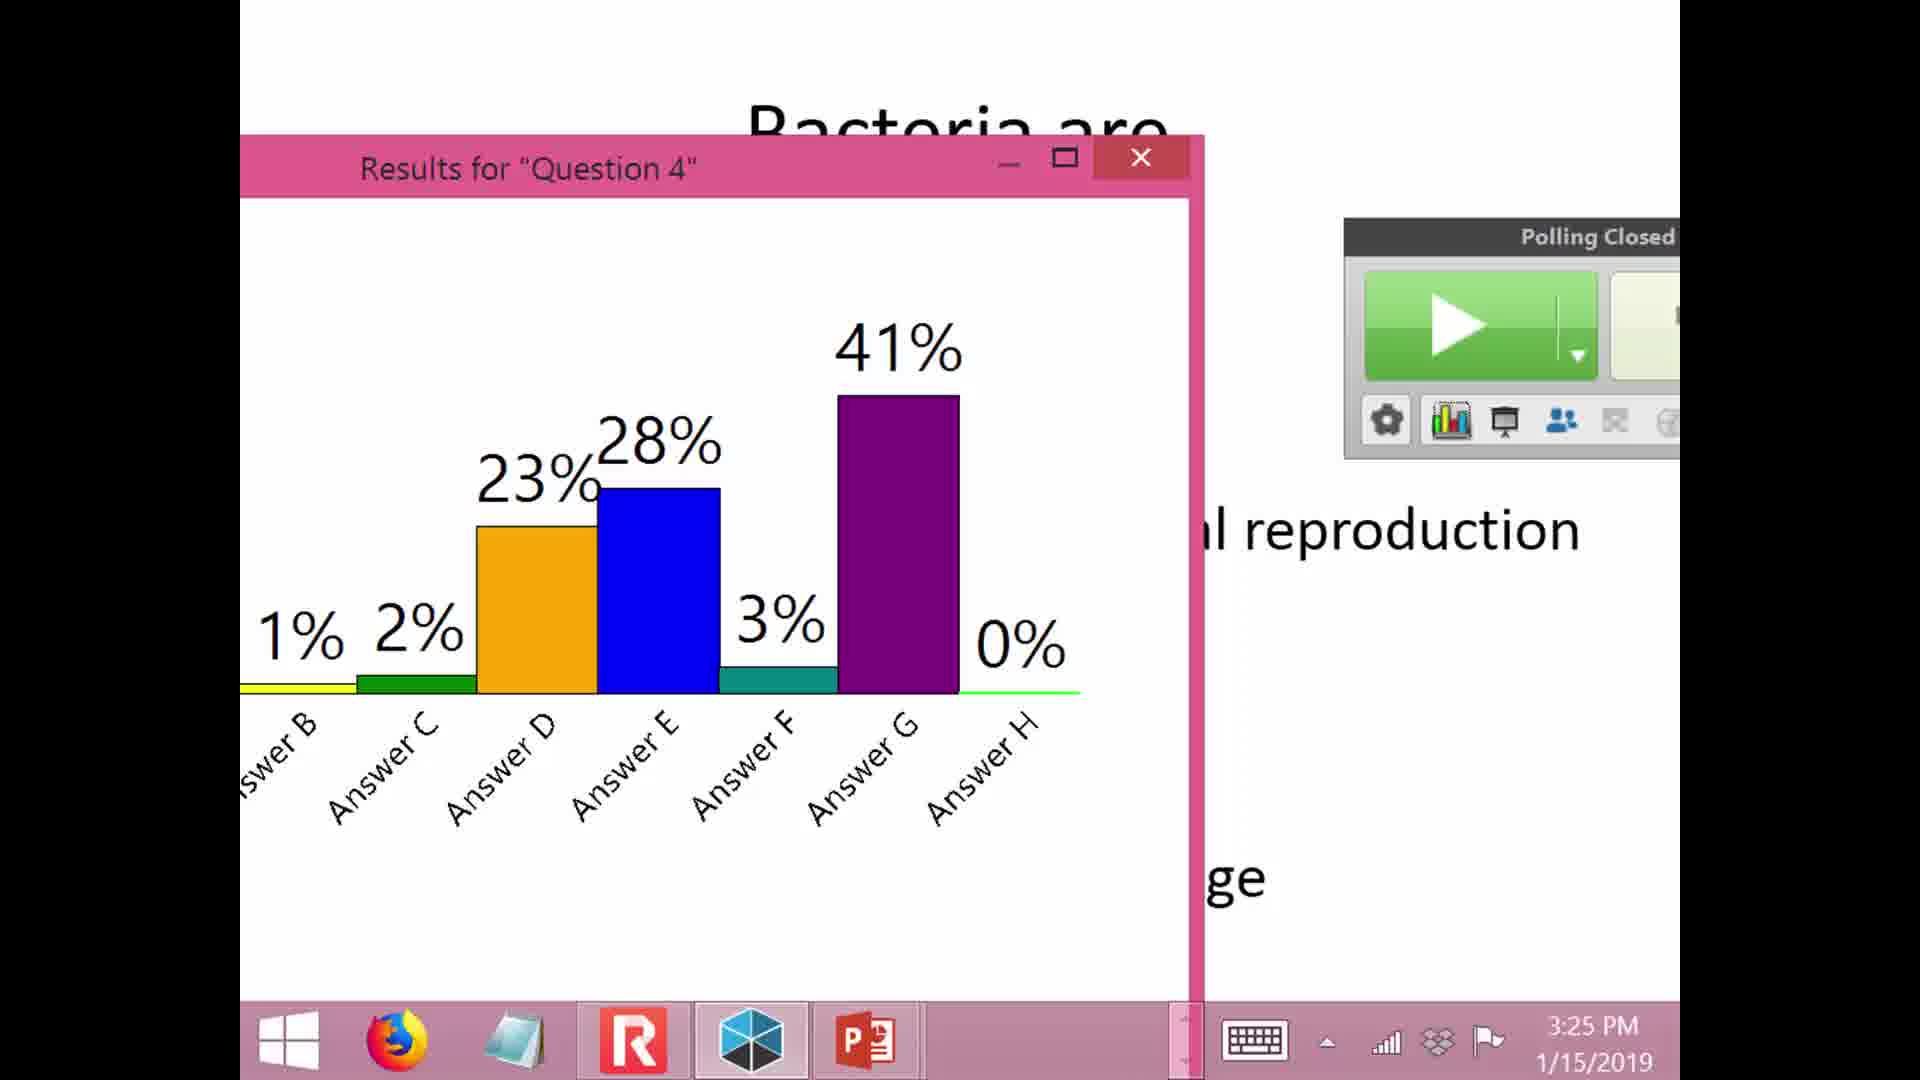 Bacteria are
Results for "Question 4"
Polling Closed
41%
28%
23%
3%
2%
1%
0%
swer B
Answer C
Answer D
Answer E
Answer F
Answer G
Answer H
l reproduction
ge
R
P
3:25 PM
1/15/2019